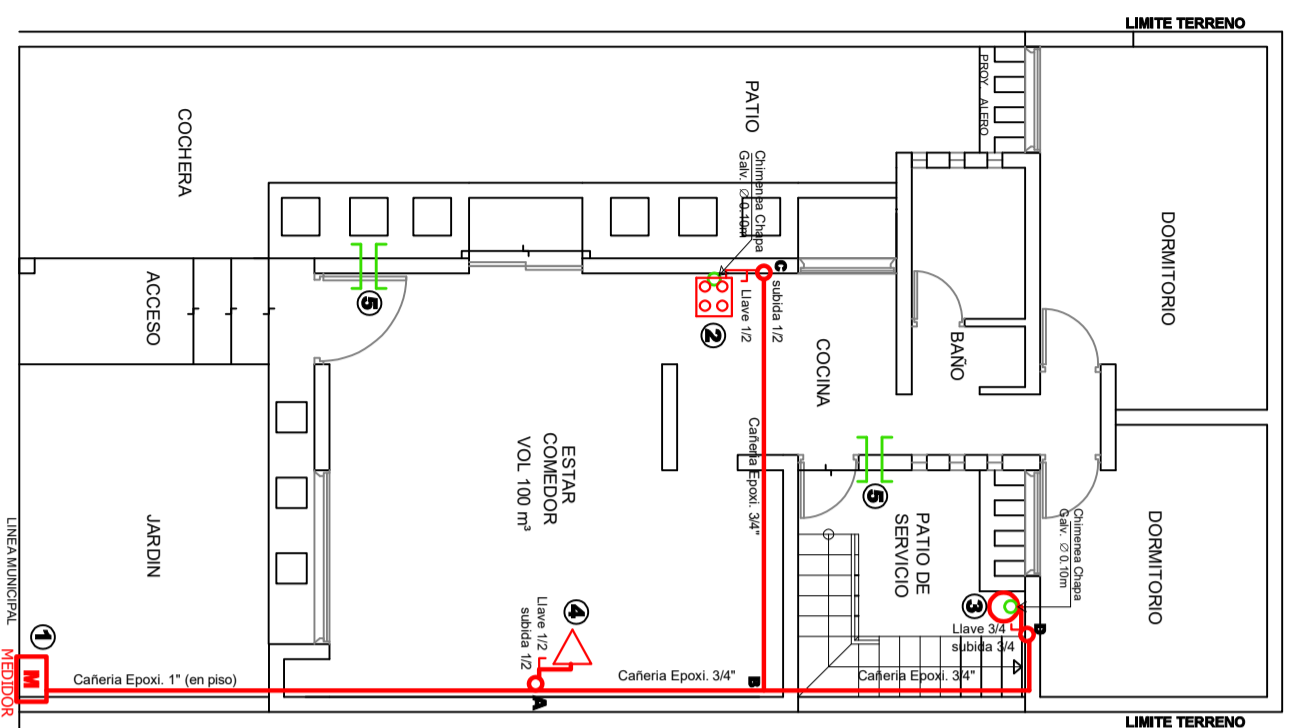 LIMITE TERRENO
PROY. ALERO
COCHERA
PATIO
Chimenea Chapa
Galv. ∅ 0.10m
DORMITORIO
ACCESO
5
C
subida 1/2
Llave 1/2
2
COCINA
BAÑO
Cañeria Epoxi. 3/4"
ESTAR
COMEDOR
VOL 100 m³
5
PATIO DE
SERVICIO
Chimenea Chapa
Galv. ∅ 0.10m
DORMITORIO
JARDIN
LINEA MUNICIPAL
1
M
MEDIDOR
Cañeria Epoxi. 1" (en piso)
4
Llave 1/2
subida 1/2
A
Cañeria Epoxi. 3/4"
B
Cañeria Epoxi. 3/4"
3
Llave 3/4
subida 3/4
D
LIMITE TERRENO